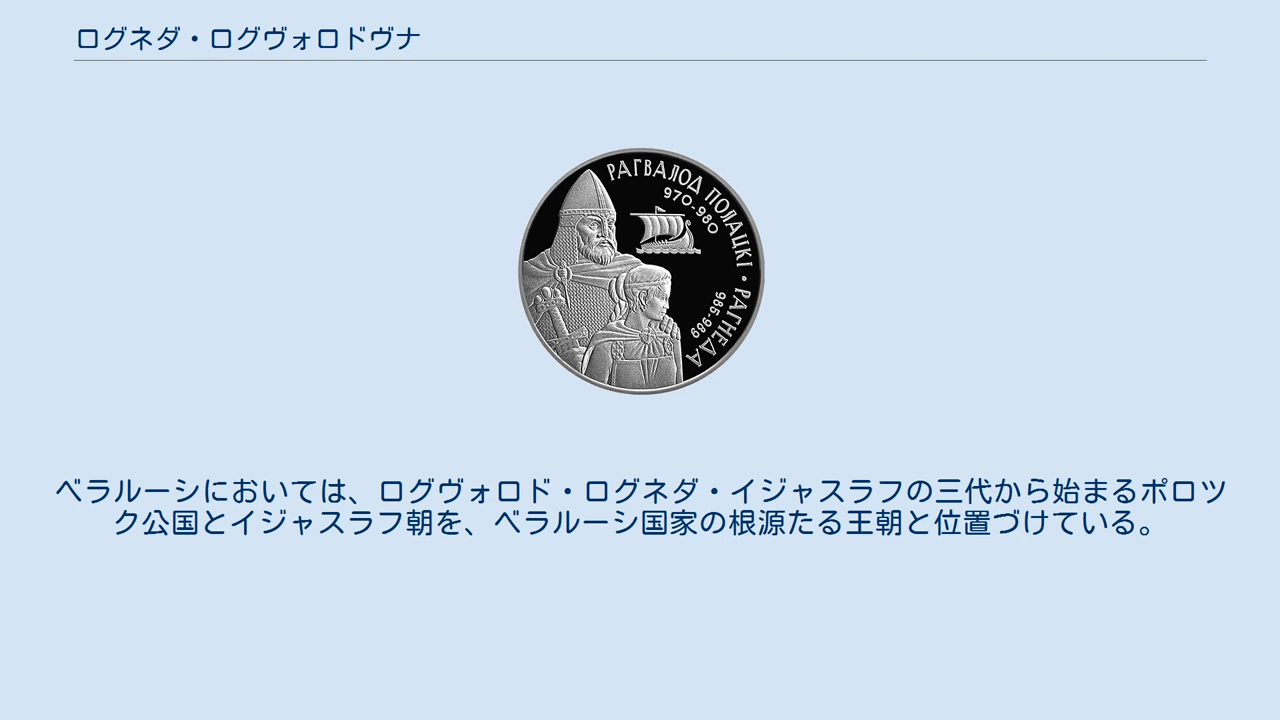 ログネダ・ログヴォロドヴナ
РАГВАЛОД ПОЛАЦКІ • РАГНЕДА
970-980
985-989
ベラルーシにおいては、ログヴォロド・ログネダ・イジャスラフの三代から始まるポロツ
ク公国とイジャスラフ朝を、ベラルーシ国家の根源たる王朝と位置づけている。